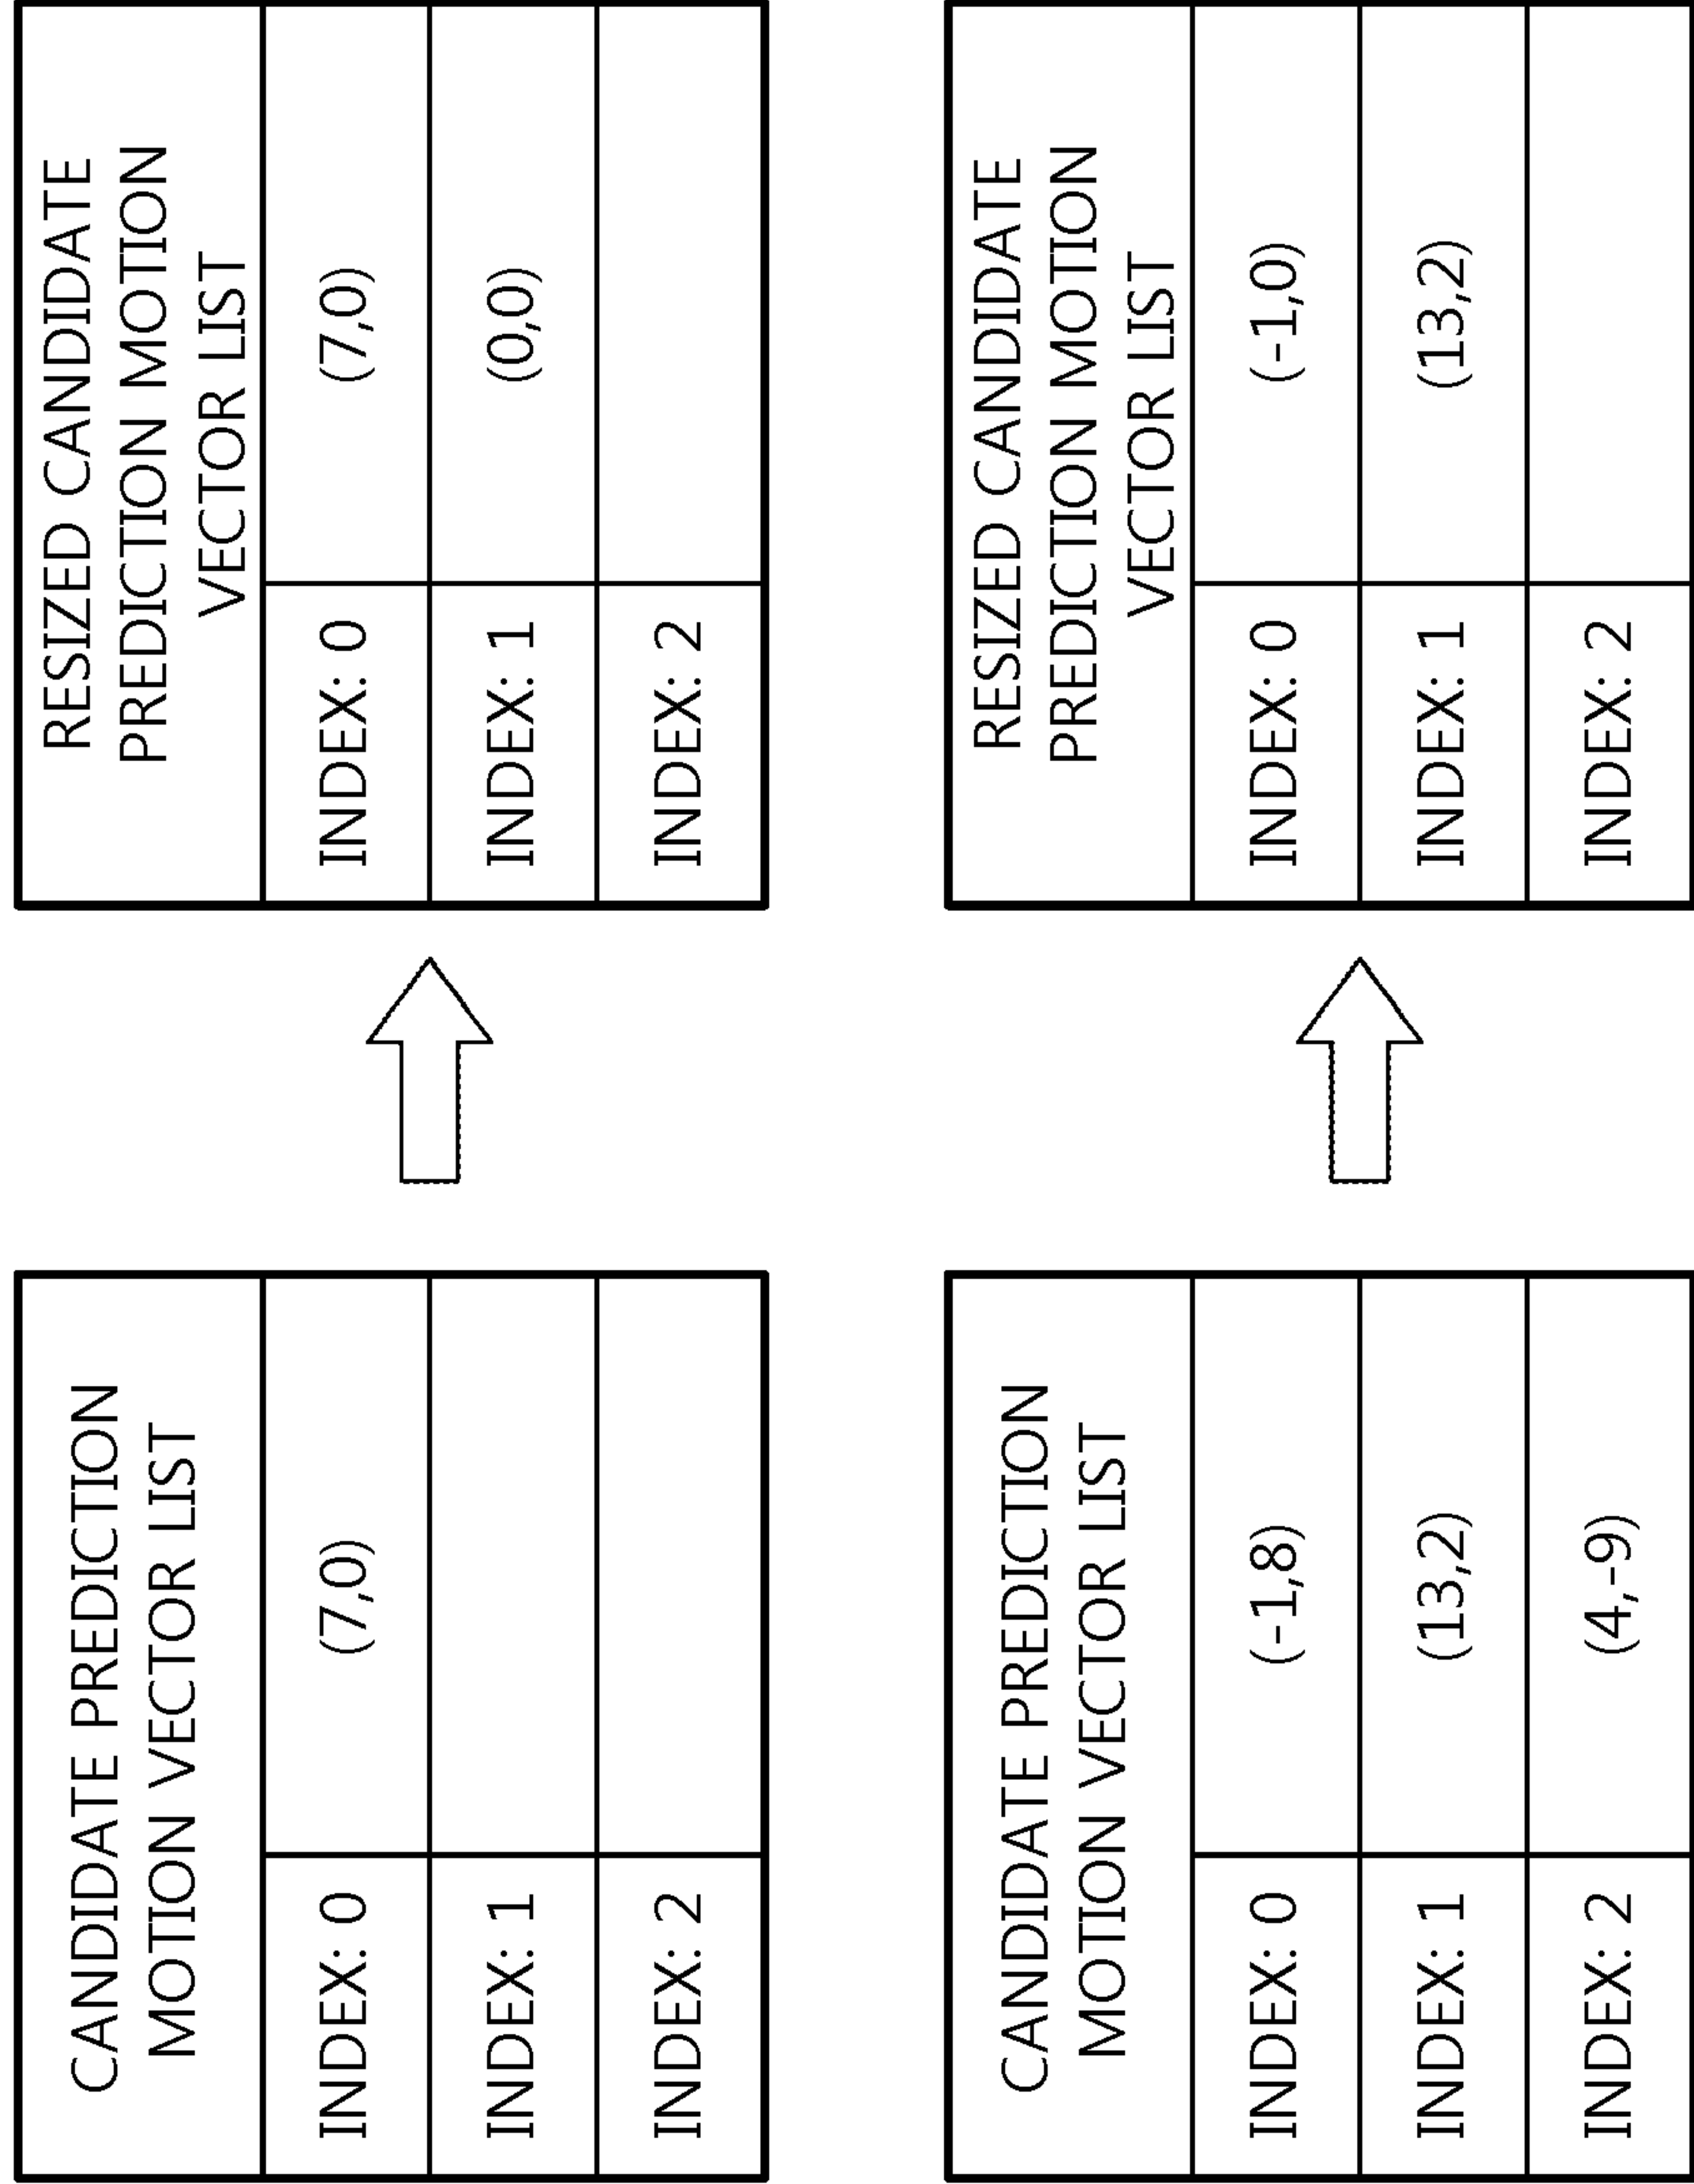 CANDIDATE PREDICTION
MOTION VECTOR LIST
INDEX: 0 (7,0)
INDEX: 1
INDEX: 2
RESIZED CANDIDATE
PREDICTION MOTION
VECTOR LIST
INDEX: 0 (7,0)
INDEX: 1 (0,0)
INDEX: 2
CANDIDATE PREDICTION
MOTION VECTOR LIST
INDEX: 0 (-1,8)
INDEX: 1 (13,2)
INDEX: 2 (4,-9)
RESIZED CANDIDATE
PREDICTION MOTION
VECTOR LIST
INDEX: 0 (-1,0)
INDEX: 1 (13,2)
INDEX: 2